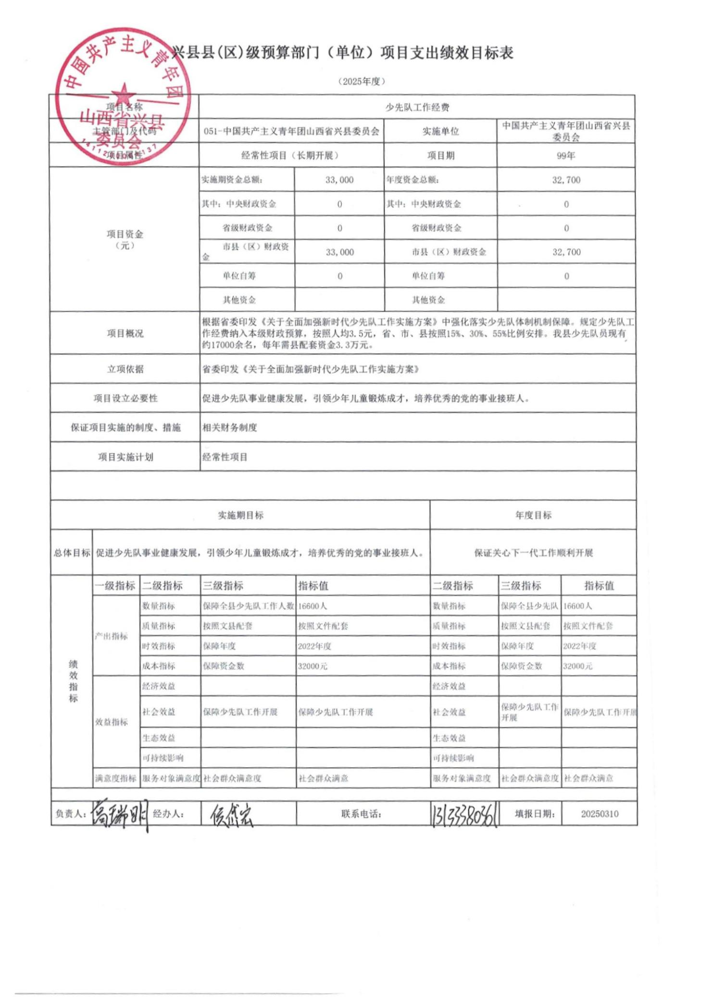 兴县县(区)级预算部门（单位）项目支出绩效目标表
（2025年度）
中国共产主义青年团
山西省兴县
委员会
项目名称 少先队工作经费
主管部门及代码 051-中国共产主义青年团山西省兴县委员会 实施单位 中国共产主义青年团山西省兴县
委员会
项目属性 经常性项目（长期开展） 项目期 99年
项目资金
（元）
实施期资金总额： 33,000 年度资金总额： 32,700
其中：中央财政资金 0 其中：中央财政资金 0
省级财政资金 0 省级财政资金 0
市县（区）财政资
金 33,000 市县（区）财政资金 32,700
单位自筹 0 单位自筹 0
其他资金 其他资金
项目概况
根据省委印发《关于全面加强新时代少先队工作实施方案》中强化落实少先队体制机制保障。规定少先队工
作经费纳入本级财政预算，按照人均3.5元，省、市、县按照15%、30%、55%比例安排。我县少先队员现有
约17000余名，每年需县配套资金3.3万元。
立项依据 省委印发《关于全面加强新时代少先队工作实施方案》
项目设立必要性 促进少先队事业健康发展，引领少年儿童锻炼成才，培养优秀的党的事业接班人。
保证项目实施的制度、措施 相关财务制度
项目实施计划 经常性项目
实施期目标 年度目标
总体目标 促进少先队事业健康发展，引领少年儿童锻炼成才，培养优秀的党的事业接班人。 保证关心下一代工作顺利开展
绩
效
指
标
一级指标 二级指标 三级指标 指标值 二级指标 三级指标 指标值
产出指标
数量指标 保障全县少先队工作人数 16600人 数量指标 保障全县少先队 16600人
质量指标 按照文县配套 按照文件配套 质量指标 按照文县配套 按照文件配套
时效指标 保障年度 2022年度 时效指标 保障年度 2022年度
成本指标 保障资金数 32000元 成本指标 保障资金数 32000元
效益指标
经济效益 经济效益
社会效益 保障少先队工作开展 保障少先队工作开展 社会效益 保障少先队工作
开展 保障少先队工作开展
生态效益 生态效益
可持续影响 可持续影响
满意度指标 服务对象满意度 社会群众满意度 社会群众满意 服务对象满意度 社会群众满意度 社会群众满意
负责人： 高瑞明 经办人： 联系电话： 13133380361 填报日期： 20250310